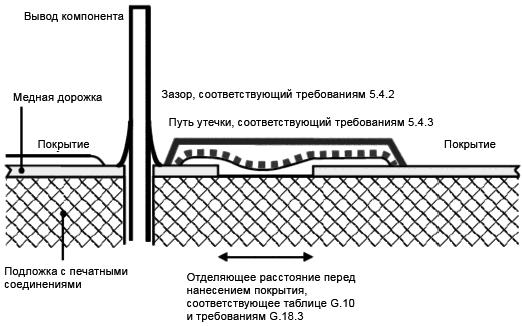 Вывод компонента
Зазор, соответствующий требованиям 5.4.2
Медная дорожка
Путь утечки, соответствующий требованиям 5.4.3
Покрытие
Покрытие
Подложка с печатными
соединениями
Отделяющее расстояние перед
нанесением покрытия,
соответствующее таблице G.10
и требованиям G.18.3